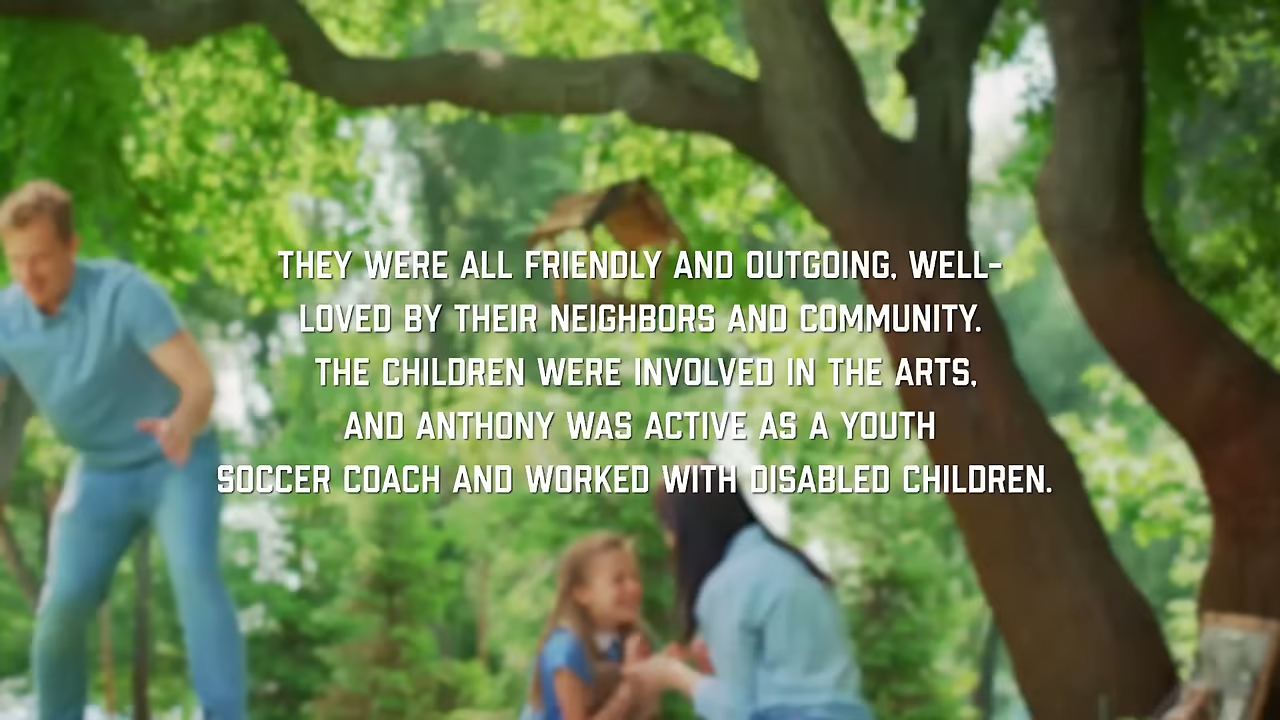 THEY WERE ALL FRIENDLY AND OUTGOING, WELL-
LOVED BY THEIR NEIGHBORS AND COMMUNITY.
THE CHILDREN WERE INVOLVED IN THE ARTS,
AND ANTHONY WAS ACTIVE AS A YOUTH
SOCCER COACH AND WORKED WITH DISABLED CHILDREN.